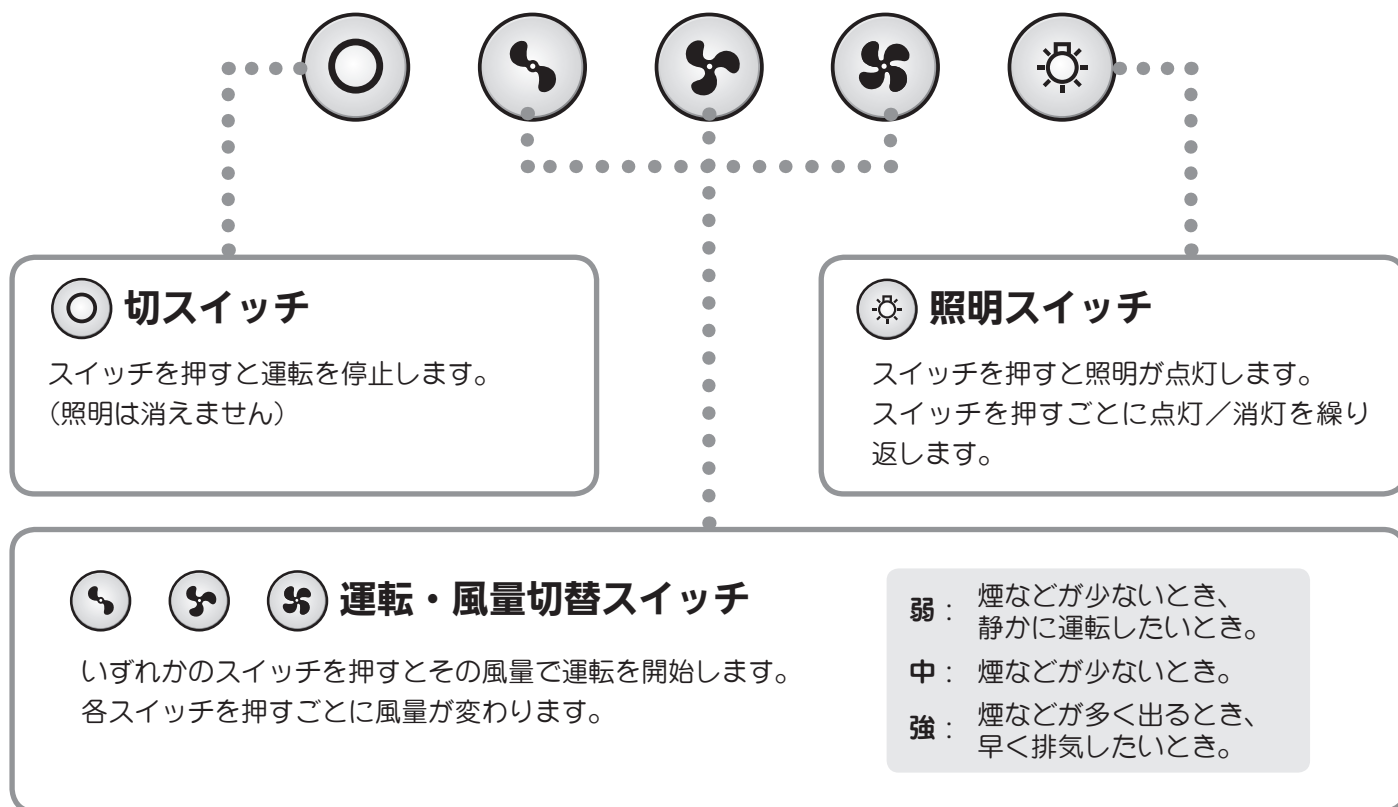 切スイッチ
スイッチを押すと運転を停止します。
(照明は消えません)
照明スイッチ
スイッチを押すと照明が点灯します。
スイッチを押すごとに点灯/消灯を繰り
返します。
運転・風量切替スイッチ
いずれかのスイッチを押すとその風量で運転を開始します。
各スイッチを押すごとに風量が変わります。
弱: 煙などが少ないとき、
静かに運転したいとき。
中: 煙などが少ないとき。
強: 煙などが多く出るとき、
早く排気したいとき。